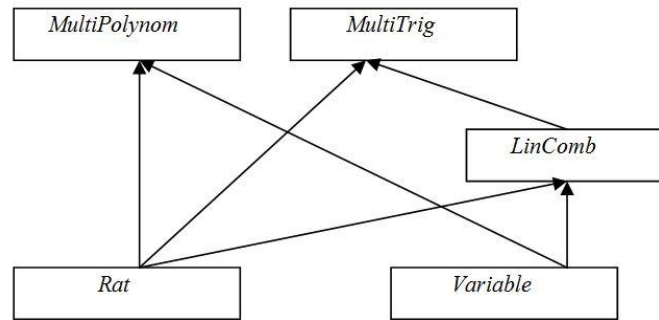 MultiPolynom
MultiTrig
LinComb
Rat
Variable